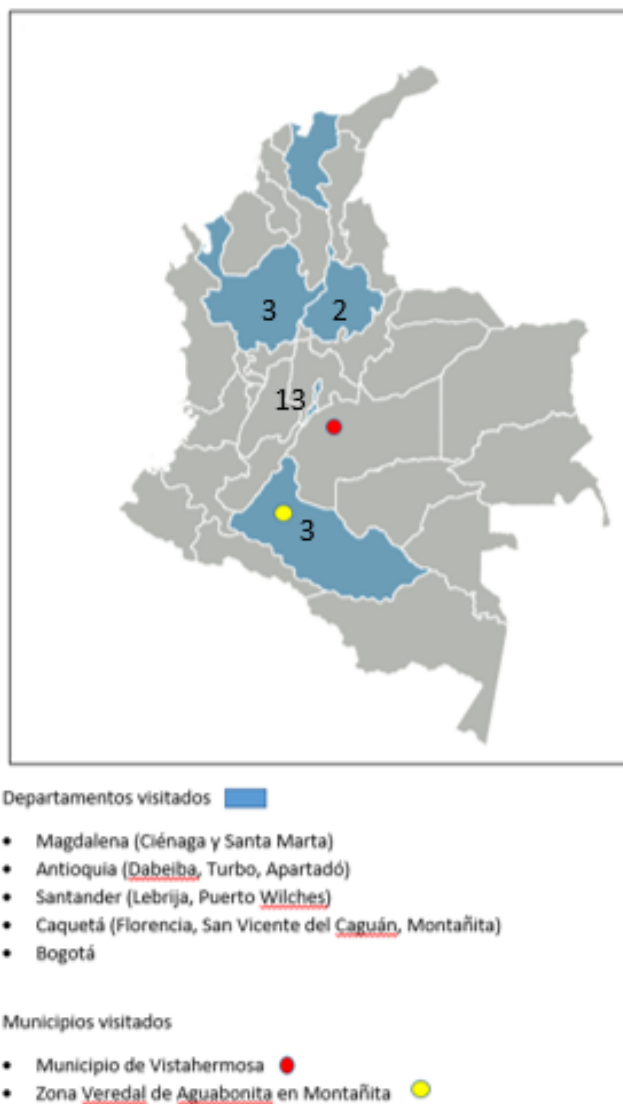 3
2
13
3
Departamentos visitados
• Magdalena (Ciénaga y Santa Marta)
• Antioquia (Dabeiba, Turbo, Apartadó)
• Santander (Lebrija, Puerto Wilches)
• Caquetá (Florencia, San Vicente del Caguán, Montañita)
• Bogotá
Municipios visitados
• Municipio de Vistahermosa
• Zona Veredal de Aguabonita en Montañita